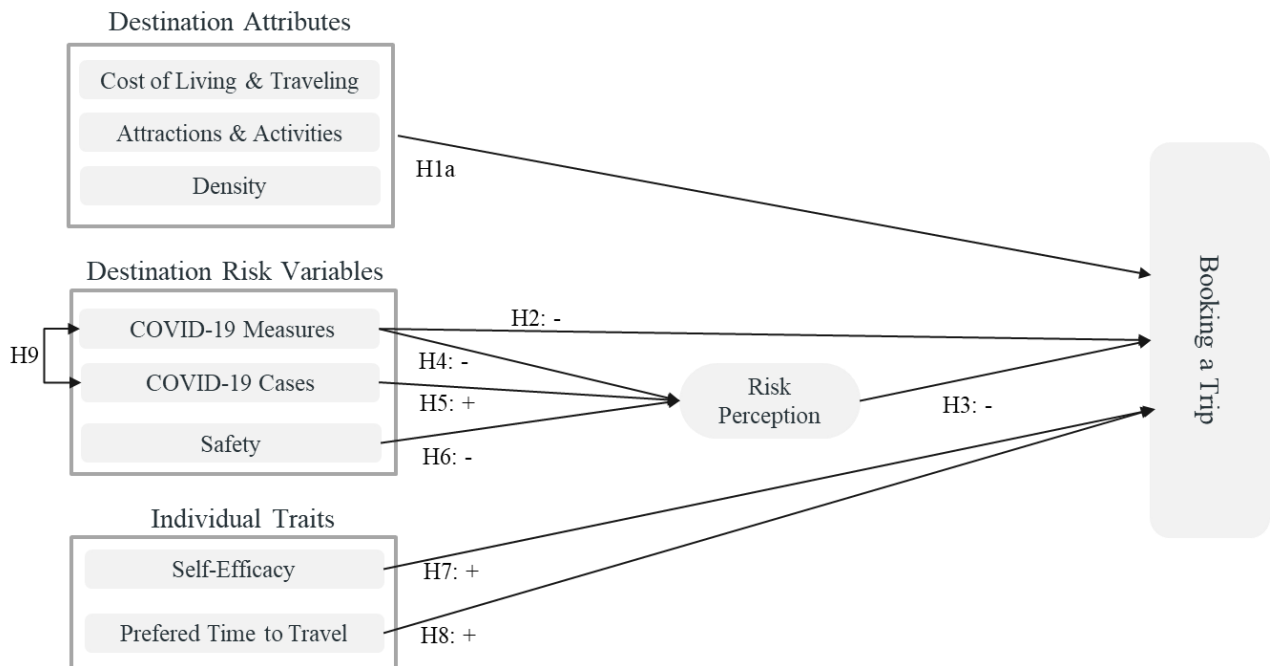 Destination Attributes
Cost of Living & Traveling
Attractions & Activities
Density
H1a
Destination Risk Variables
COVID-19 Measures
COVID-19 Cases
Safety
H9
H2: -
H4: -
H5: +
H6: -
Risk
Perception
H3: -
Booking a Trip
Individual Traits
Self-Efficacy
Prefered Time to Travel
H7: +
H8: +